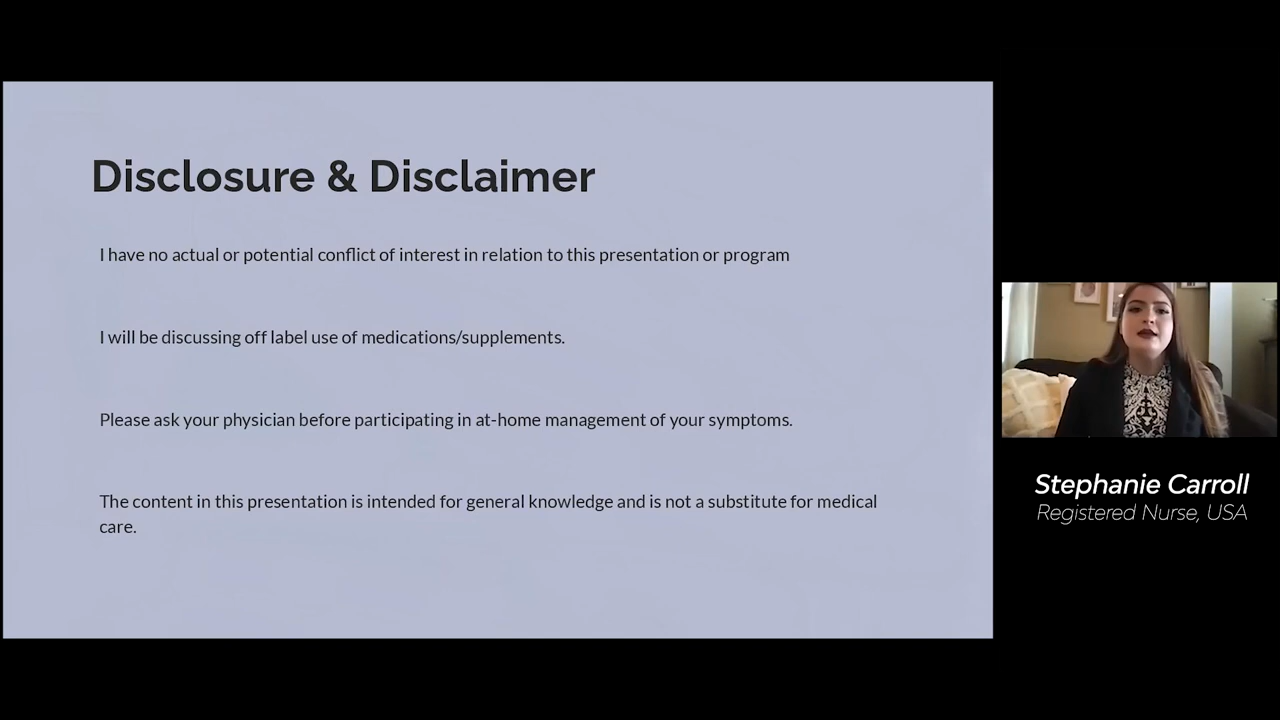 Disclosure & Disclaimer
I have no actual or potential conflict of interest in relation to this presentation or program
I will be discussing off label use of medications/supplements.
Please ask your physician before participating in at-home management of your symptoms.
The content in this presentation is intended for general knowledge and is not a substitute for medical
care.
Stephanie Carroll
Registered Nurse, USA